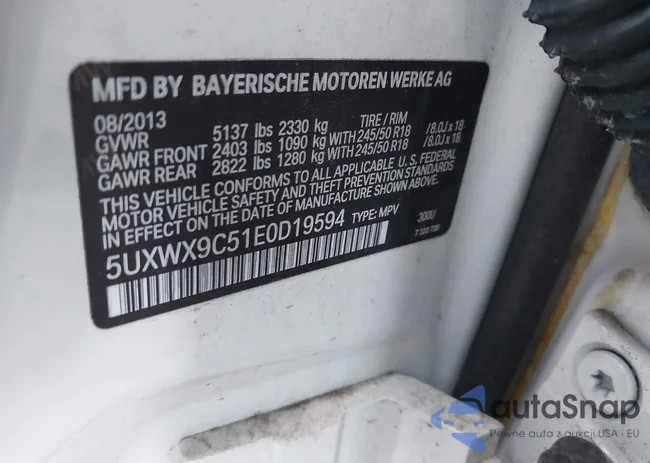 MFD BY BAYERISCHE MOTOREN WERKE AG
08/2013 TIRE / RIM
GVWR 5137 lbs 2330 kg
GAWR FRONT 2403 lbs 1090 kg WITH 245/50 R18 /8.0J x 18
GAWR REAR 2822 lbs 1280 kg WITH 245/50 R18 /8.0J x 18
THIS VEHICLE CONFORMS TO ALL APPLICABLE U.S. FEDERAL
MOTOR VEHICLE SAFETY AND THEFT PREVENTION STANDARDS
IN EFFECT ON THE DATE OF MANUFACTURE SHOWN ABOVE.
5UXWX9C51E0D19594 TYPE: MPV 300U
autaSnap
Pewne auta z aukcji USA i EU